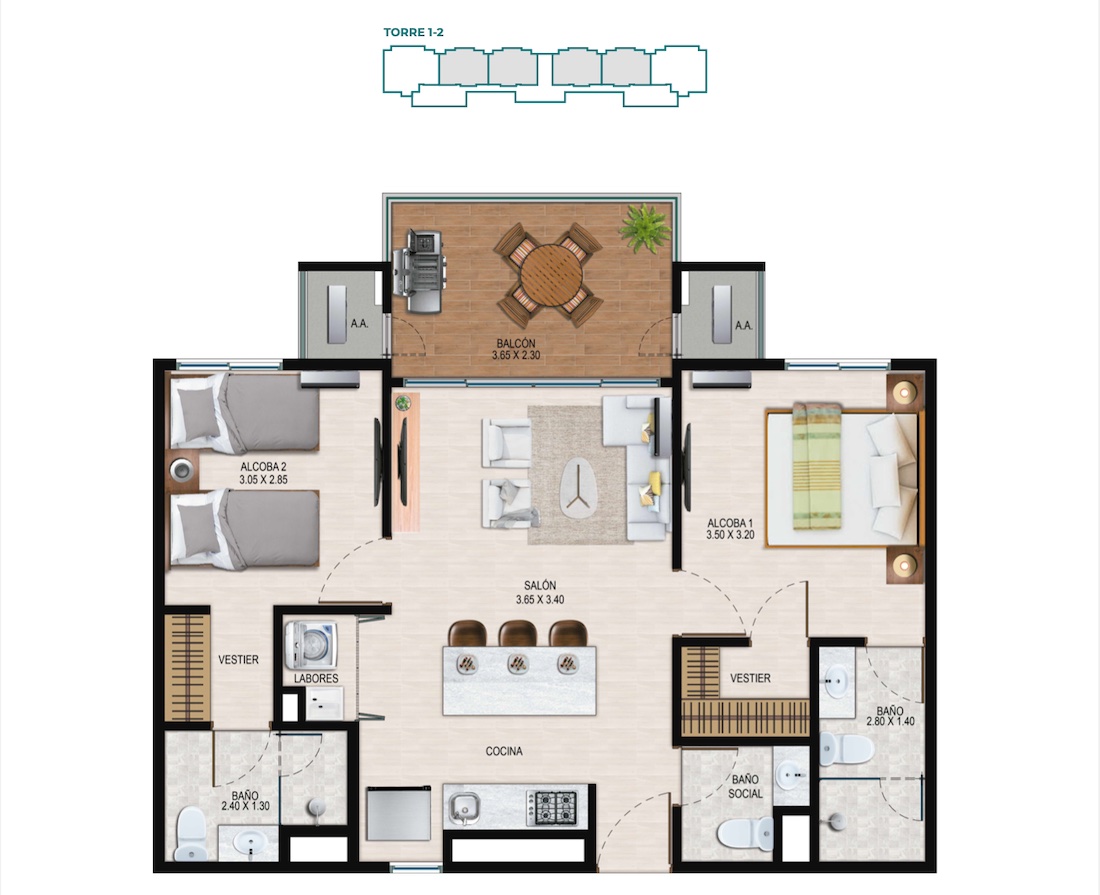 TORRE 1-2
A.A.
A.A.
BALCÓN
3.65 X 2.30
ALCOBA 2
3.05 X 2.85
ALCOBA 1
3.50 X 3.20
SALÓN
3.65 X 3.40
VESTIER
LABORES
VESTIER
BAÑO
2.80 X 1.40
COCINA
BAÑO
SOCIAL
BAÑO
2.40 X 1.30